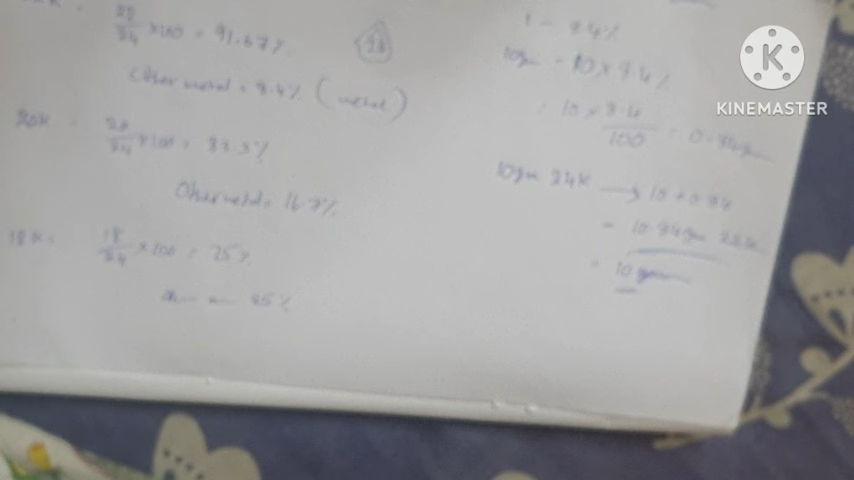 22/24 × 100 = 91.67%
Other metal = 8.4% (metal)
20K = 20/24 × 100 = 83.3%
Other metal = 16.7%
18K = 18/24 × 100 = 75%
25%
18
1 - 8.4%
10gm - 10 × 8.4%
10 × 8.4/100 = 0.84gm
10gm 24K → 10 + 0.84
= 10.84gm 22K
= 10gm
KINEMASTER